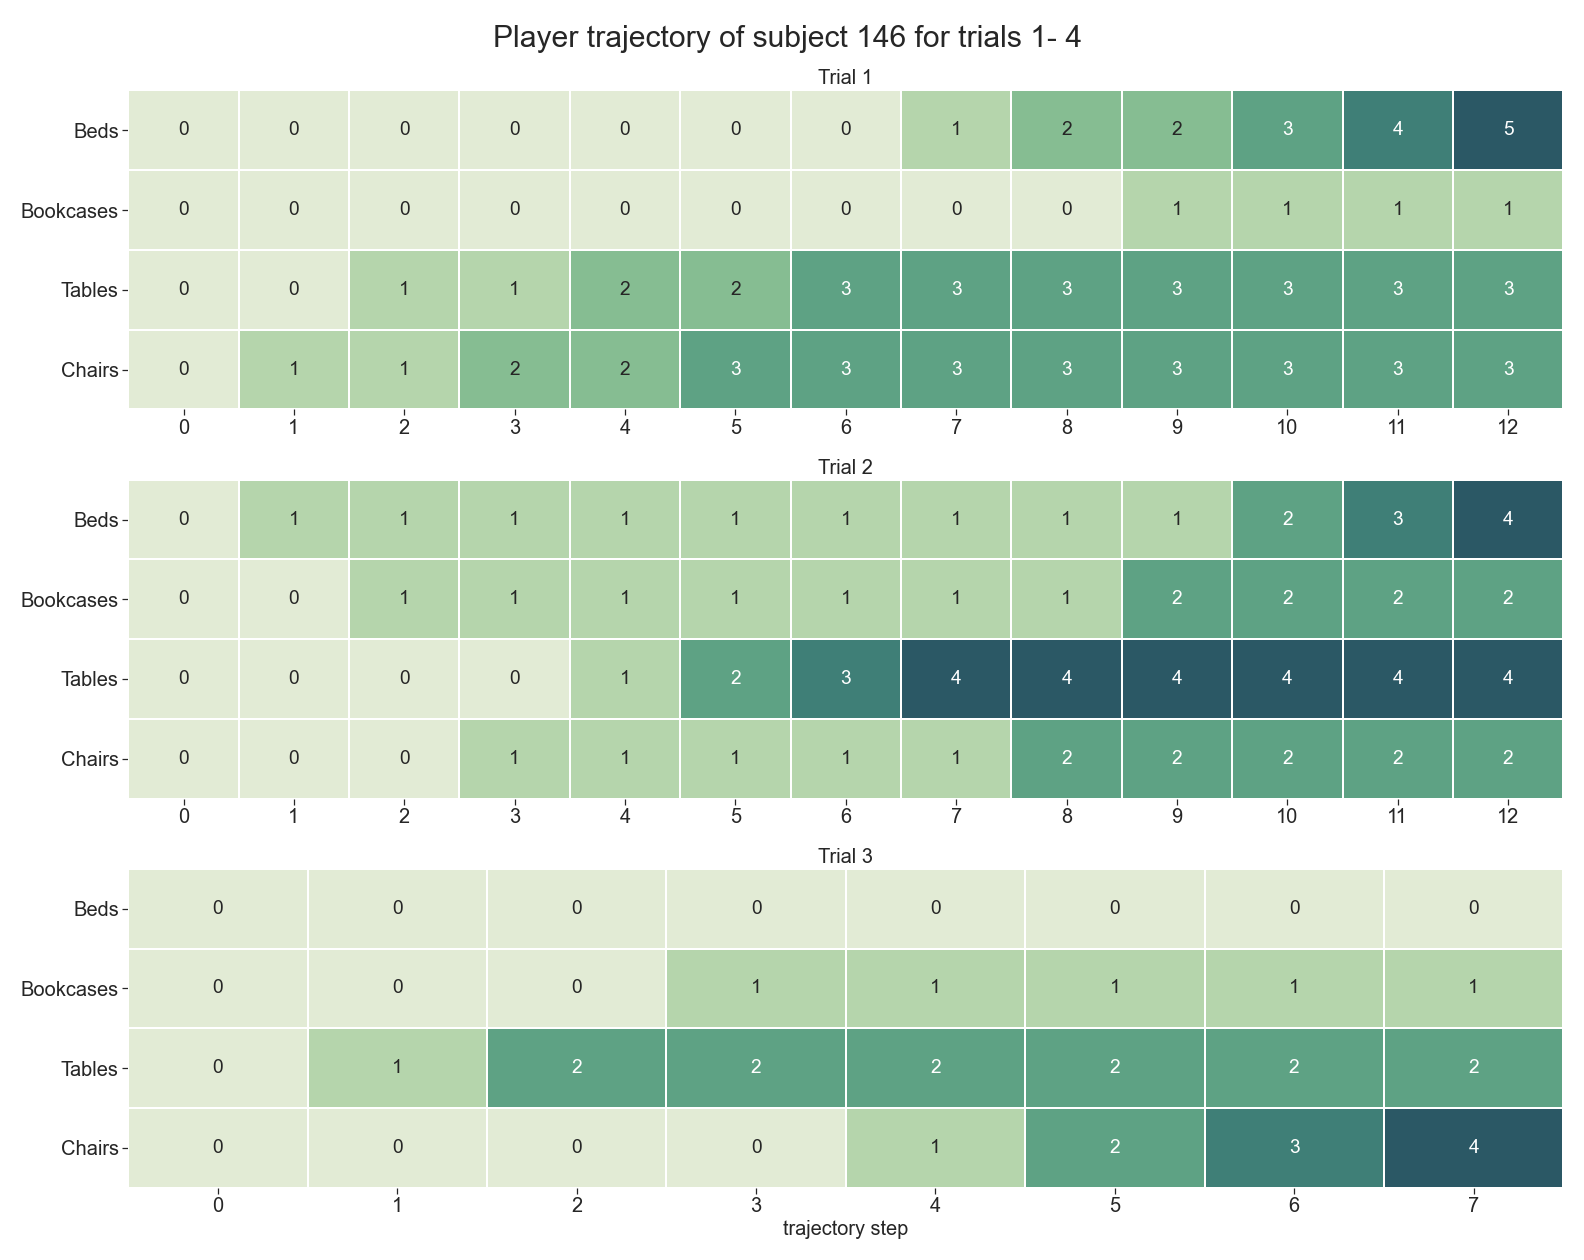 Player trajectory of subject 146 for trials 1- 4
Trial 1
Beds 0 0 0 0 0 0 0 1 2 2 3 4 5
Bookcases 0 0 0 0 0 0 0 0 0 1 1 1 1
Tables 0 0 1 1 2 2 3 3 3 3 3 3 3
Chairs 0 1 1 2 2 3 3 3 3 3 3 3 3
0 1 2 3 4 5 6 7 8 9 10 11 12
Trial 2
Beds 0 1 1 1 1 1 1 1 1 1 2 3 4
Bookcases 0 0 1 1 1 1 1 1 1 2 2 2 2
Tables 0 0 0 0 1 2 3 4 4 4 4 4 4
Chairs 0 0 0 1 1 1 1 1 2 2 2 2 2
0 1 2 3 4 5 6 7 8 9 10 11 12
Trial 3
Beds 0 0 0 0 0 0 0 0
Bookcases 0 0 0 1 1 1 1 1
Tables 0 1 2 2 2 2 2 2
Chairs 0 0 0 0 1 2 3 4
0 1 2 3 4 5 6 7
trajectory step